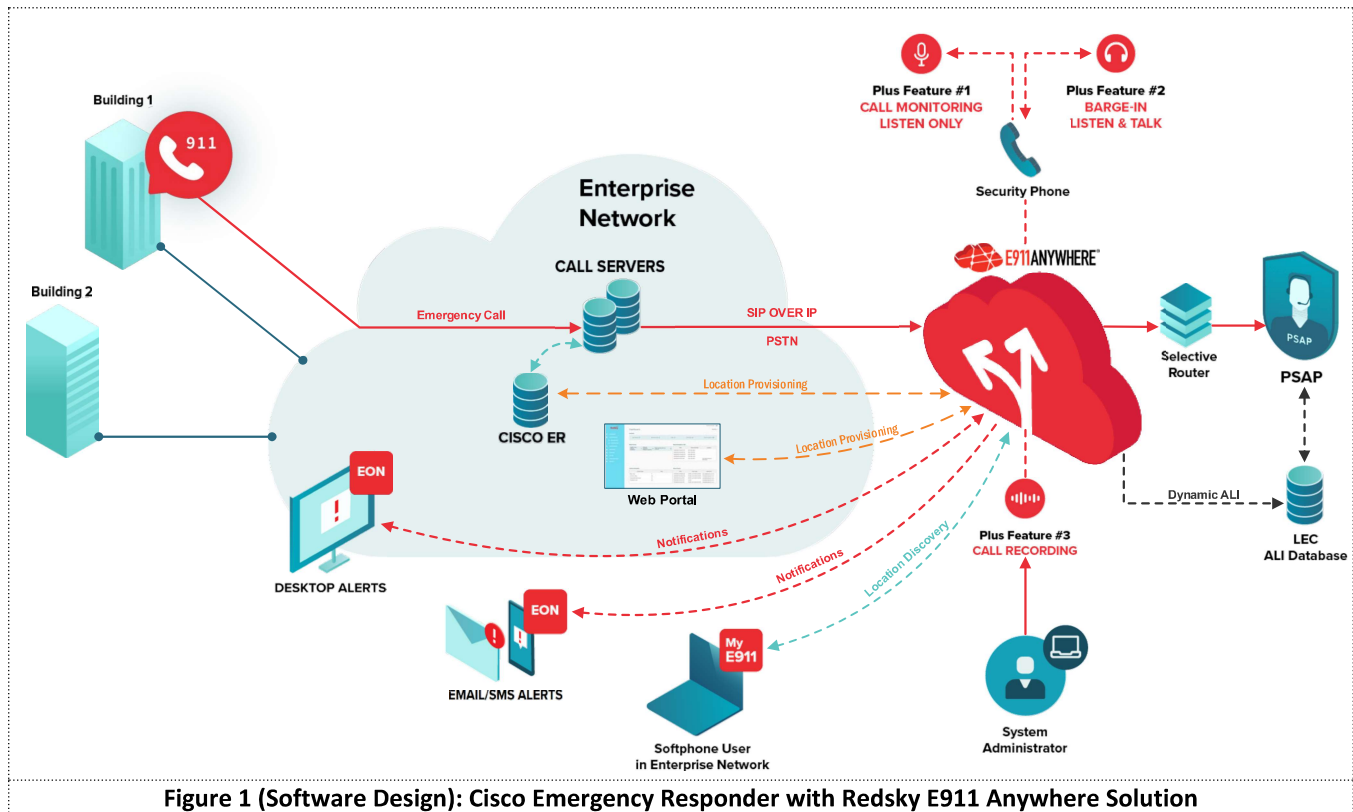 Plus Feature #1
CALL MONITORING
LISTEN ONLY
Plus Feature #2
BARGE-IN
LISTEN & TALK
Building 1
911
Security Phone
Enterprise
Network
E911ANYWHERE™
CALL SERVERS
Building 2
Emergency Call
SIP OVER IP
PSTN
Selective
Router
PSAP
PSAP
Location Provisioning
CISCO ER
Location Provisioning
Web Portal
EON
Notifications
DESKTOP ALERTS
Notifications
Location Discovery
Plus Feature #3
CALL RECORDING
Dynamic ALI
LEC
ALI Database
EON
EMAIL/SMS ALERTS
My
E911
Softphone User
in Enterprise Network
System
Administrator
Figure 1 (Software Design): Cisco Emergency Responder with Redsky E911 Anywhere Solution